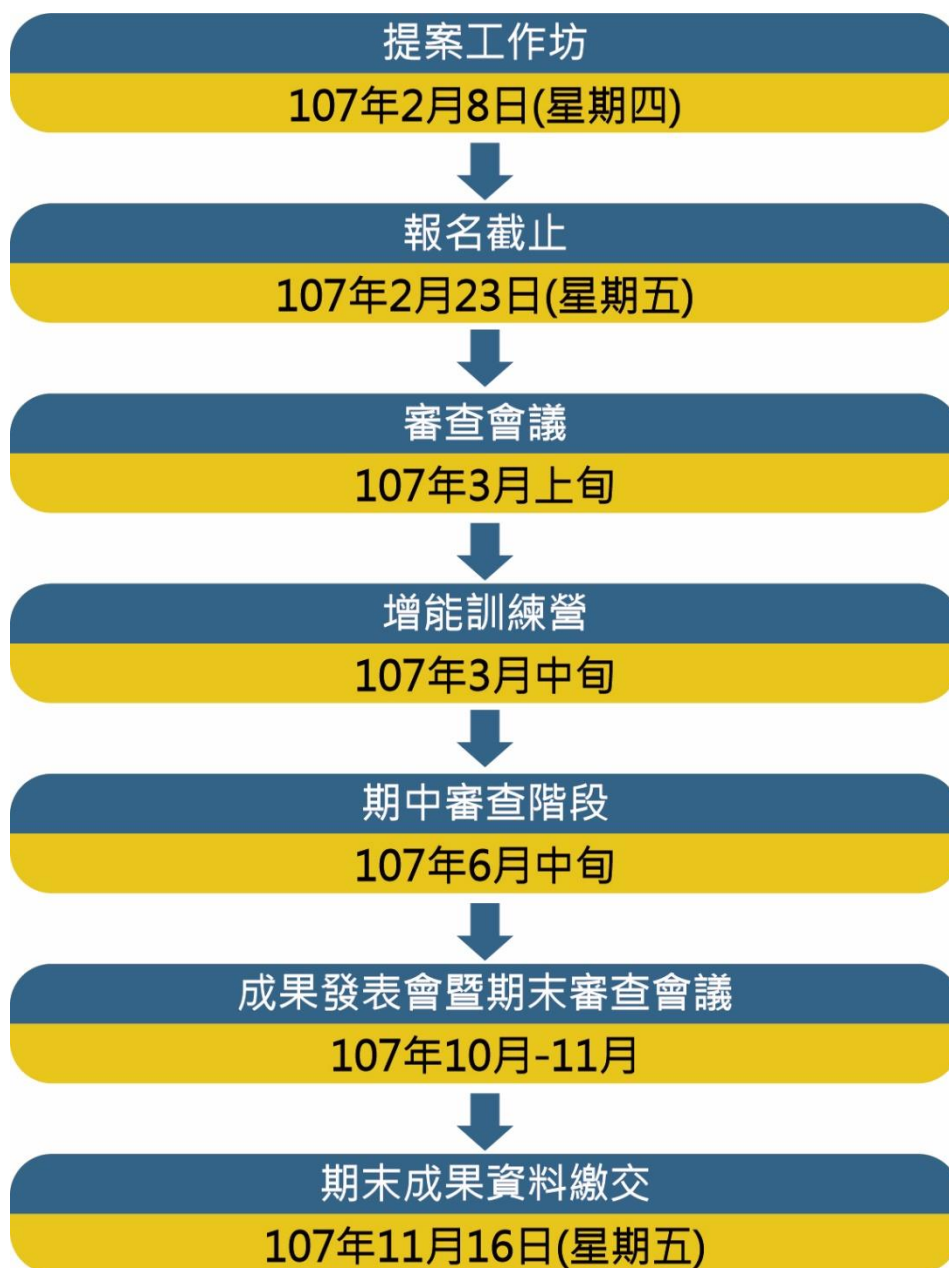 提案工作坊
107年2月8日(星期四)
報名截止
107年2月23日(星期五)
審查會議
107年3月上旬
增能訓練營
107年3月中旬
期中審查階段
107年6月中旬
成果發表會暨期末審查會議
107年10月-11月
期末成果資料繳交
107年11月16日(星期五)